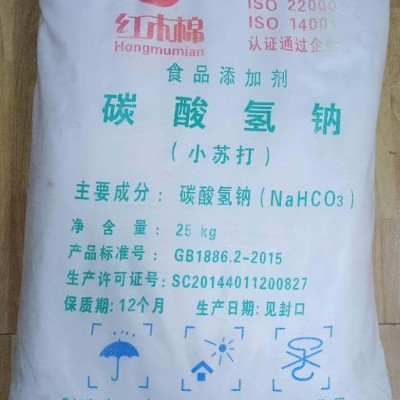 ISO 22000
ISO 14001
认证通过企
红木棉
Hongmumian
食品添加剂
碳酸氢钠
(小苏打)
主要成分：碳酸氢钠(NaHCO₃)
净含量：25 kg
产品标准号：GB1886.2-2015
生产许可证号：SC20144011200827
保质期:12个月 生产日期:见封口